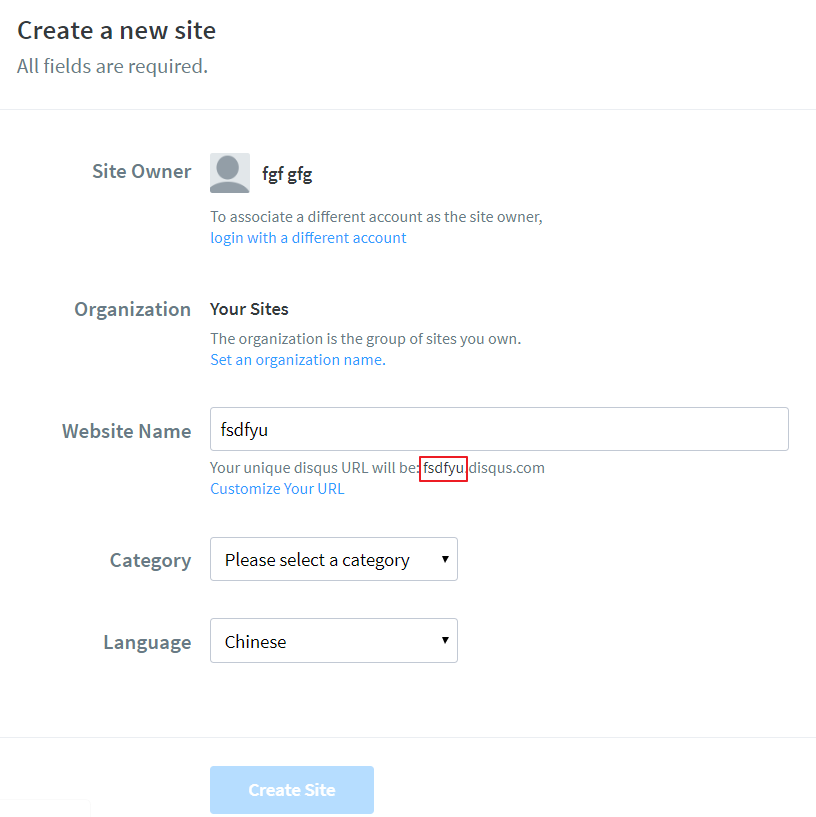 Create a new site
All fields are required.
Site Owner
fgf gfg
To associate a different account as the site owner,
login with a different account
Organization
Your Sites
The organization is the group of sites you own.
Set an organization name.
Website Name
fsdfyu
Your unique disqus URL will be: fsdfyu.disqus.com
Customize Your URL
Category
Please select a category
Language
Chinese
Create Site